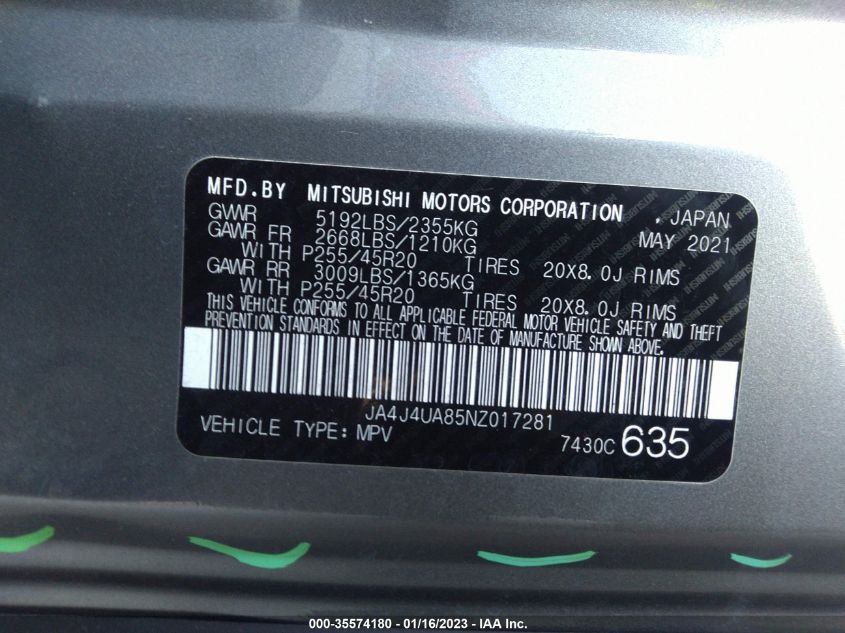 MFD.BY MITSUBISHI MOTORS CORPORATION . JAPAN
GVWR 5192LBS/2355KG MAY 2021
GAWR FR 2668LBS/1210KG
WITH P255/45R20 TIRES 20X8.0J RIMS
GAWR RR 3009LBS/1365KG
WITH P255/45R20 TIRES 20X8.0J RIMS
THIS VEHICLE CONFORMS TO ALL APPLICABLE FEDERAL MOTOR VEHICLE SAFETY AND THEFT
PREVENTION STANDARDS IN EFFECT ON THE DATE OF MANUFACTURE SHOWN ABOVE.
JA4J4UA85NZ017281
VEHICLE TYPE: MPV 7430C 635
000-35574180 - 01/16/2023 - IAA Inc.